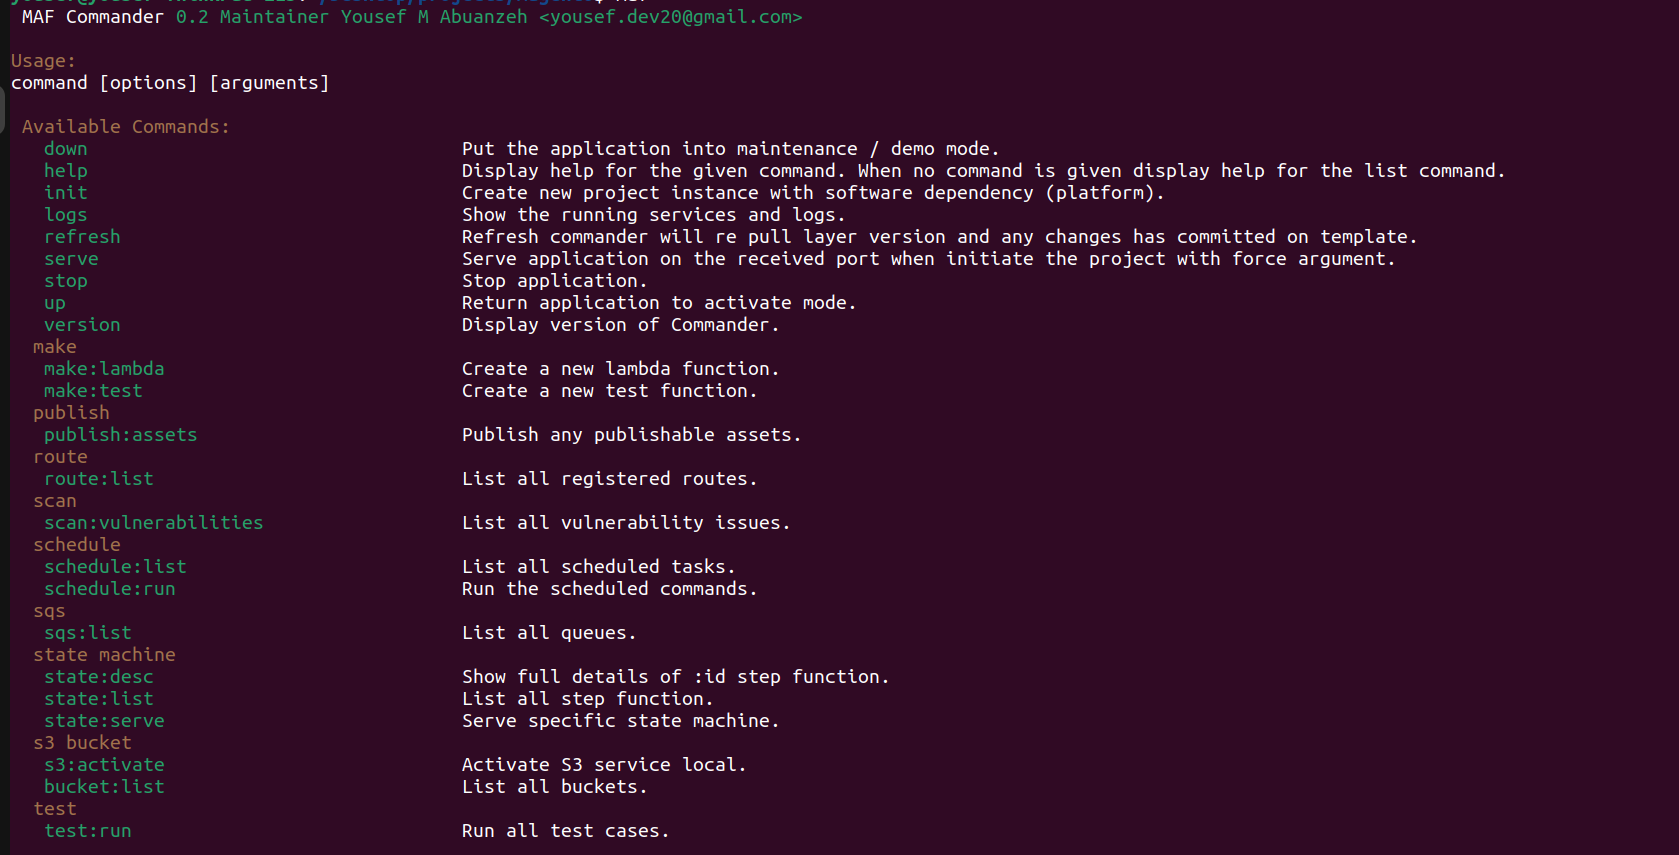 MAF Commander 0.2 Maintainer Yousef M Abuanzeh <yousef.dev20@gmail.com>
Usage:
command [options] [arguments]
Available Commands:
down Put the application into maintenance / demo mode.
help Display help for the given command. When no command is given display help for the list command.
init Create new project instance with software dependency (platform).
logs Show the running services and logs.
refresh Refresh commander will re pull layer version and any changes has committed on template.
serve Serve application on the received port when initiate the project with force argument.
stop Stop application.
up Return application to activate mode.
version Display version of Commander.
make
make:lambda Create a new lambda function.
make:test Create a new test function.
publish
publish:assets Publish any publishable assets.
route
route:list List all registered routes.
scan
scan:vulnerabilities List all vulnerability issues.
schedule
schedule:list List all scheduled tasks.
schedule:run Run the scheduled commands.
sqs
sqs:list List all queues.
state machine
state:desc Show full details of :id step function.
state:list List all step function.
state:serve Serve specific state machine.
s3 bucket
s3:activate Activate S3 service local.
bucket:list List all buckets.
test
test:run Run all test cases.